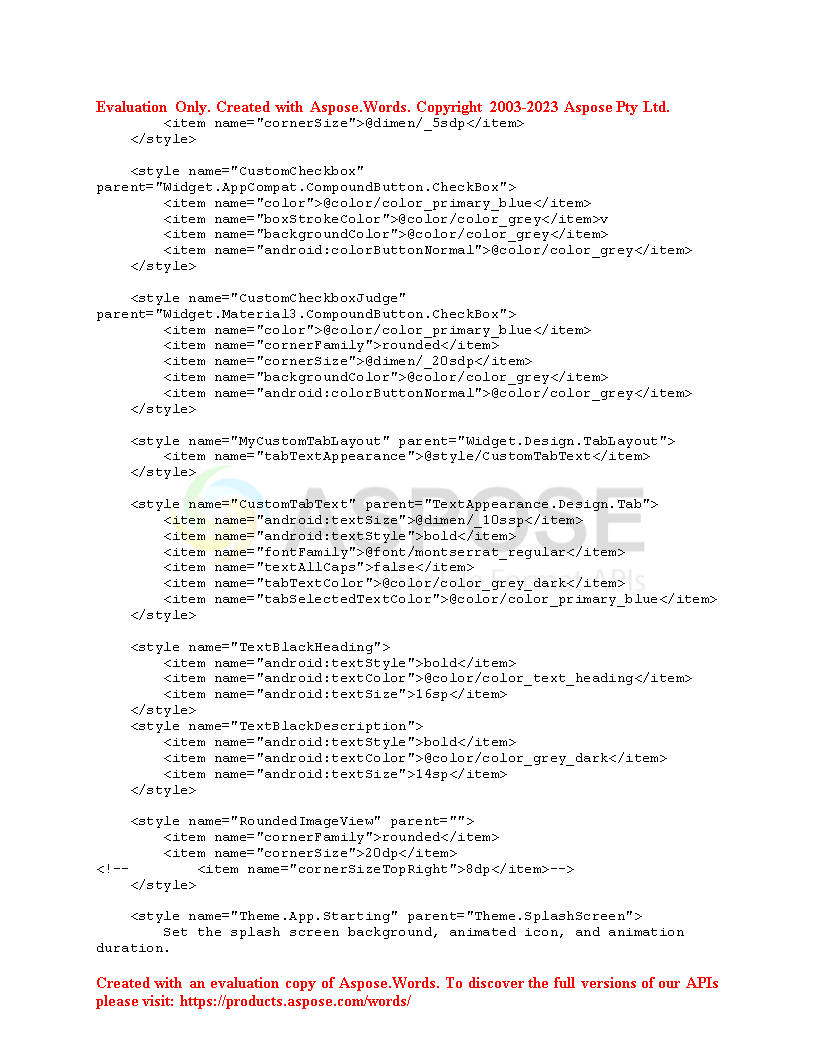 Evaluation Only. Created with Aspose.Words. Copyright 2003-2023 Aspose Pty Ltd.
        <item name="cornerSize">@dimen/_5sdp</item>
    </style>

    <style name="CustomCheckbox"
parent="Widget.AppCompat.CompoundButton.CheckBox">
        <item name="color">@color/color_primary_blue</item>
        <item name="boxStrokeColor">@color/color_grey</item>v
        <item name="backgroundColor">@color/color_grey</item>
        <item name="android:colorButtonNormal">@color/color_grey</item>
    </style>

    <style name="CustomCheckboxJudge"
parent="Widget.Material3.CompoundButton.CheckBox">
        <item name="color">@color/color_primary_blue</item>
        <item name="cornerFamily">rounded</item>
        <item name="cornerSize">@dimen/_20sdp</item>
        <item name="backgroundColor">@color/color_grey</item>
        <item name="android:colorButtonNormal">@color/color_grey</item>
    </style>

    <style name="MyCustomTabLayout" parent="Widget.Design.TabLayout">
        <item name="tabTextAppearance">@style/CustomTabText</item>
    </style>

    <style name="CustomTabText" parent="TextAppearance.Design.Tab">
        <item name="android:textSize">@dimen/_10ssp</item>
        <item name="android:textStyle">bold</item>
        <item name="fontFamily">@font/montserrat_regular</item>
        <item name="textAllCaps">false</item>
        <item name="tabTextColor">@color/color_grey_dark</item>
        <item name="tabSelectedTextColor">@color/color_primary_blue</item>
    </style>
ASPOSE

    <style name="TextBlackHeading">
        <item name="android:textStyle">bold</item>
        <item name="android:textColor">@color/color_text_heading</item>
        <item name="android:textSize">16sp</item>
    </style>
    <style name="TextBlackDescription">
        <item name="android:textStyle">bold</item>
        <item name="android:textColor">@color/color_grey_dark</item>
        <item name="android:textSize">14sp</item>
    </style>

    <style name="RoundedImageView" parent="">
        <item name="cornerFamily">rounded</item>
        <item name="cornerSize">20dp</item>
<!--        <item name="cornerSizeTopRight">8dp</item>-->
    </style>

    <style name="Theme.App.Starting" parent="Theme.SplashScreen">
        Set the splash screen background, animated icon, and animation
duration.
Created with an evaluation copy of Aspose.Words. To discover the full versions of our APIs
please visit: https://products.aspose.com/words/